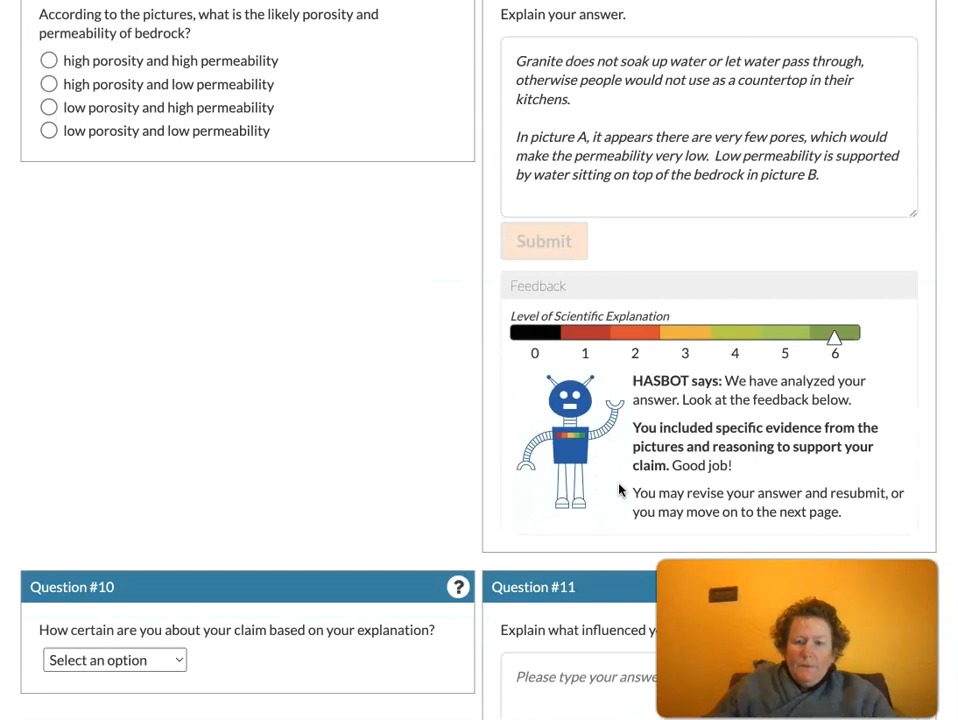 According to the pictures, what is the likely porosity and
permeability of bedrock?
high porosity and high permeability
high porosity and low permeability
low porosity and high permeability
low porosity and low permeability
Explain your answer.
Granite does not soak up water or let water pass through,
otherwise people would not use as a countertop in their
kitchens.
In picture A, it appears there are very few pores, which would
make the permeability very low. Low permeability is supported
by water sitting on top of the bedrock in picture B.
Submit
Feedback
Level of Scientific Explanation
0 1 2 3 4 5 6
HASBOT says: We have analyzed your
answer. Look at the feedback below.
You included specific evidence from the
pictures and reasoning to support your
claim. Good job!
You may revise your answer and resubmit, or
you may move on to the next page.
Question #10 ?
How certain are you about your claim based on your explanation?
Select an option
Question #11
Explain what influenced y
Please type your answe